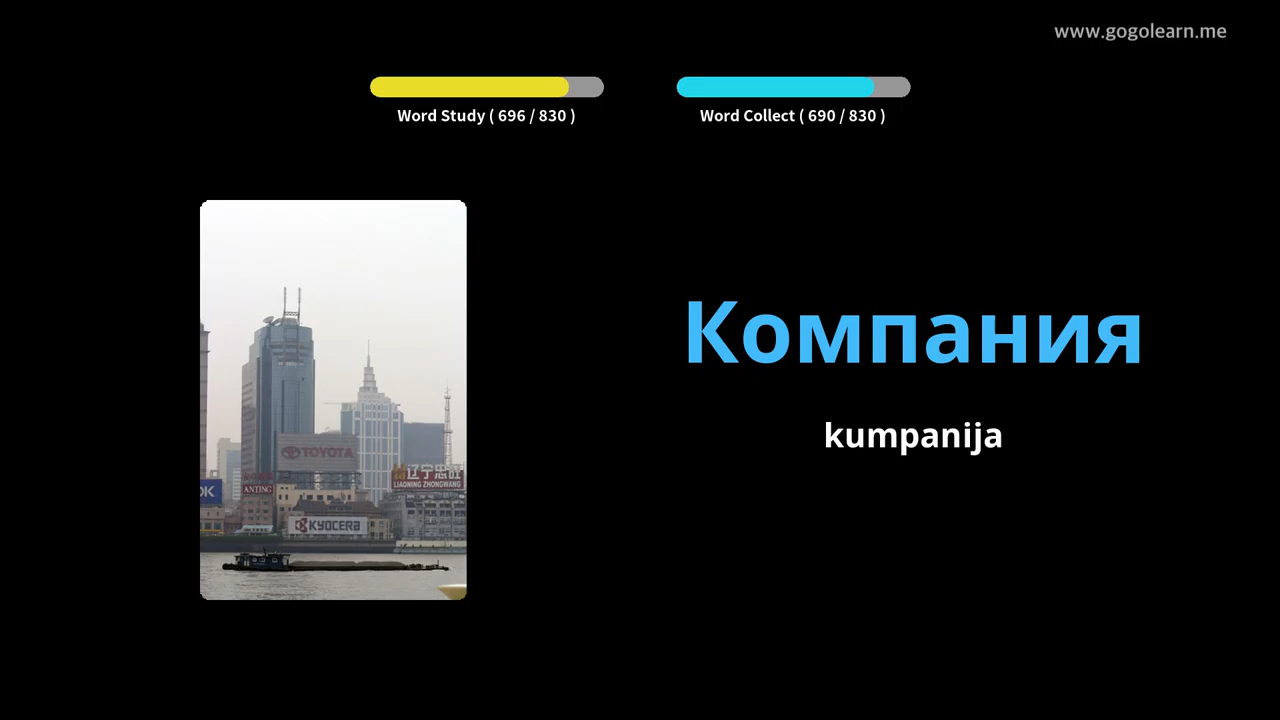 www.gogolearn.me
Word Study ( 696 / 830 )
Word Collect ( 690 / 830 )
Компания
kumpanija
TOYOTA
辽宁忠旺
LIAONING ZHONGWANG
ANTING
KYOCERA